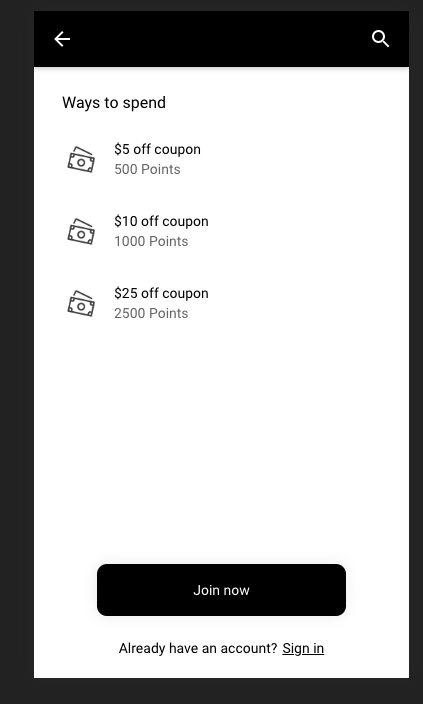 Ways to spend
$5 off coupon
500 Points
$10 off coupon
1000 Points
$25 off coupon
2500 Points
Join now
Already have an account? Sign in